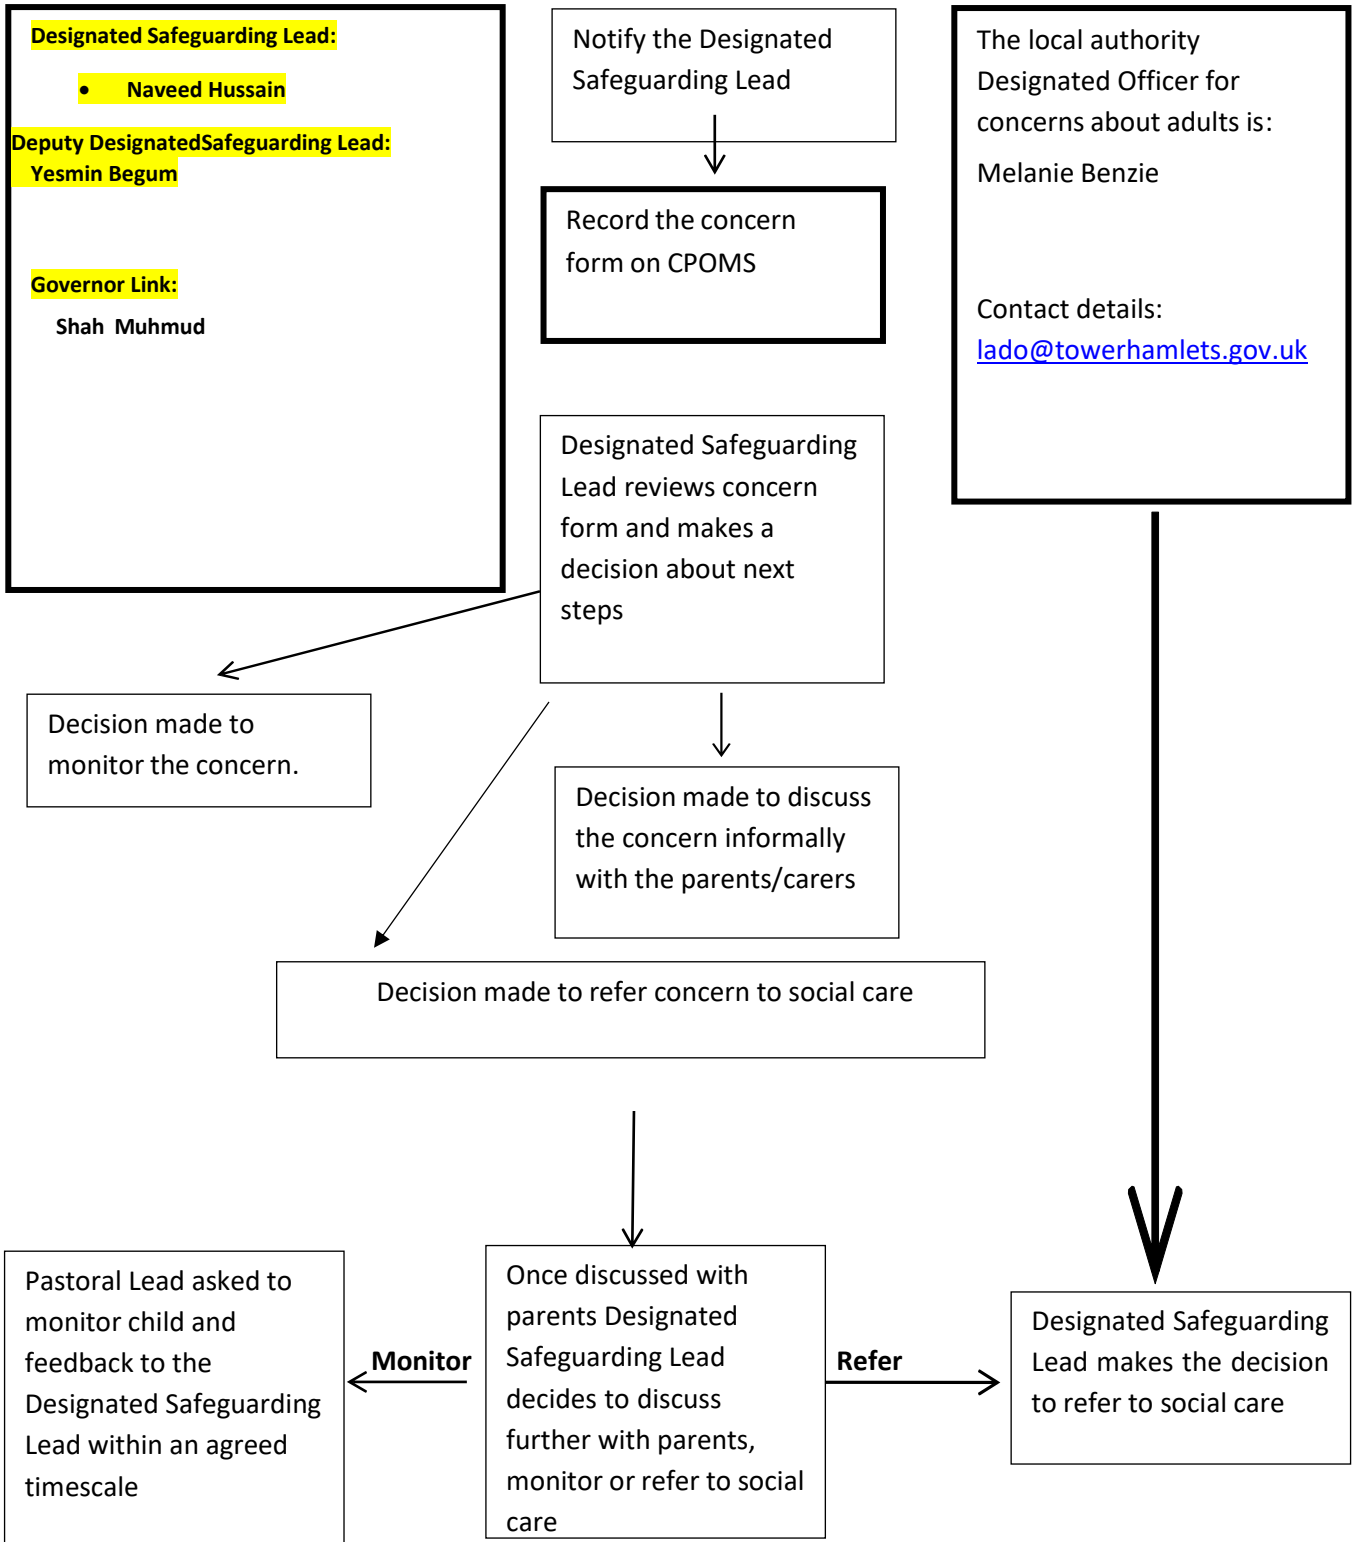 Designated Safeguarding Lead:
• Naveed Hussain
Deputy DesignatedSafeguarding Lead:
Yesmin Begum
Governor Link:
Shah Muhmud
Notify the Designated
Safeguarding Lead
Record the concern
form on CPOMS
The local authority
Designated Officer for
concerns about adults is:
Melanie Benzie
Contact details:
lado@towerhamlets.gov.uk
Designated Safeguarding
Lead reviews concern
form and makes a
decision about next
steps
Decision made to
monitor the concern.
Decision made to discuss
the concern informally
with the parents/carers
Decision made to refer concern to social care
Pastoral Lead asked to
monitor child and
feedback to the
Designated Safeguarding
Lead within an agreed
timescale
Monitor
Once discussed with
parents Designated
Safeguarding Lead
decides to discuss
further with parents,
monitor or refer to social
care
Refer
Designated Safeguarding
Lead makes the decision
to refer to social care